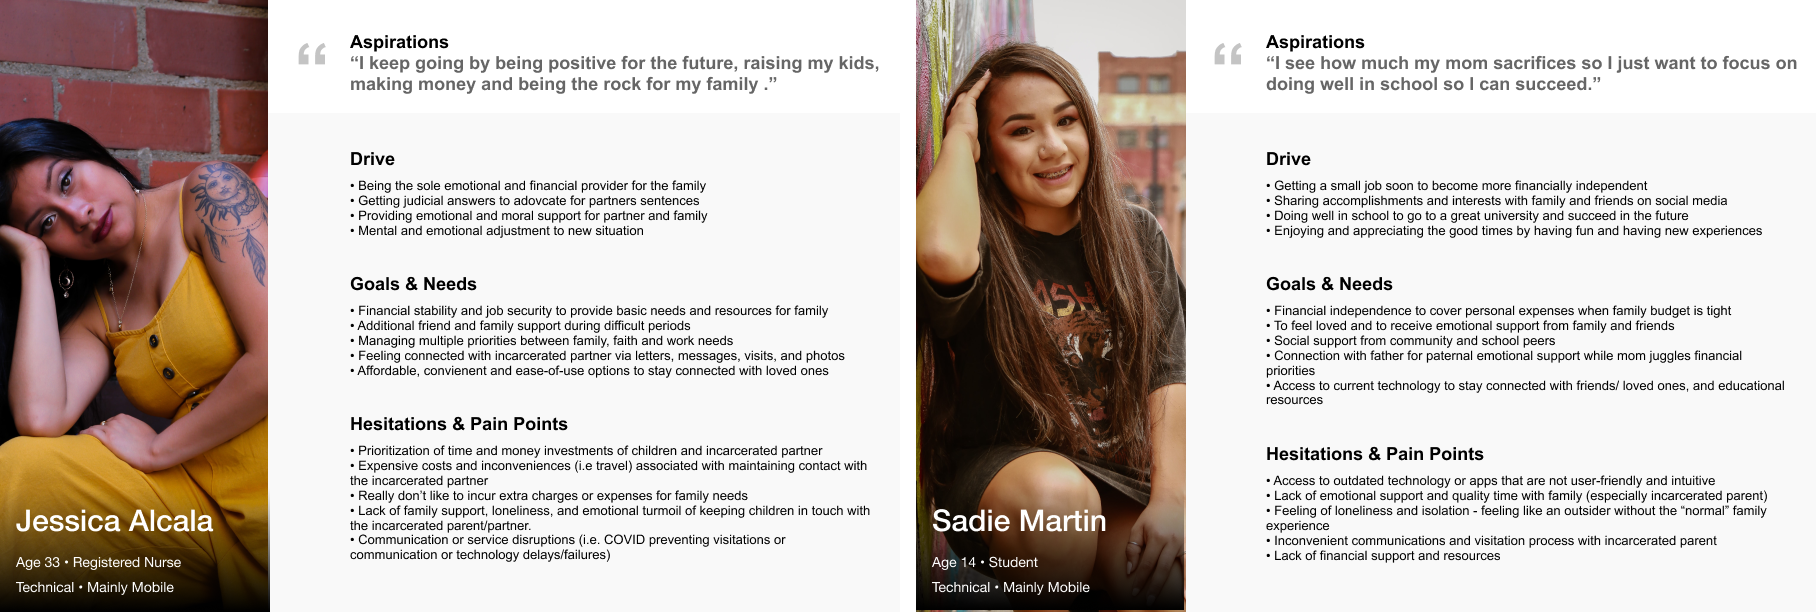 “
Aspirations
“I keep going by being positive for the future, raising my kids,
making money and being the rock for my family .”
Drive
• Being the sole emotional and financial provider for the family
• Getting judicial answers to adovcate for partners sentences
• Providing emotional and moral support for partner and family
• Mental and emotional adjustment to new situation
Goals & Needs
• Financial stability and job security to provide basic needs and resources for family
• Additional friend and family support during difficult periods
• Managing multiple priorities between family, faith and work needs
• Feeling connected with incarcerated partner via letters, messages, visits, and photos
• Affordable, convienent and ease-of-use options to stay connected with loved ones
Hesitations & Pain Points
• Prioritization of time and money investments of children and incarcerated partner
• Expensive costs and inconveniences (i.e travel) associated with maintaining contact with
the incarcerated partner
• Really don’t like to incur extra charges or expenses for family needs
• Lack of family support, loneliness, and emotional turmoil of keeping children in touch with
the incarcerated parent/partner.
• Communication or service disruptions (i.e. COVID preventing visitations or
communication or technology delays/failures)
Jessica Alcala
Age 33 • Registered Nurse
Technical • Mainly Mobile
“
Aspirations
“I see how much my mom sacrifices so I just want to focus on
doing well in school so I can succeed.”
Drive
• Getting a small job soon to become more financially independent
• Sharing accomplishments and interests with family and friends on social media
• Doing well in school to go to a great university and succeed in the future
• Enjoying and appreciating the good times by having fun and having new experiences
Goals & Needs
• Financial independence to cover personal expenses when family budget is tight
• To feel loved and to receive emotional support from family and friends
• Social support from community and school peers
• Connection with father for paternal emotional support while mom juggles financial
priorities
• Access to current technology to stay connected with friends/ loved ones, and educational
resources
Hesitations & Pain Points
• Access to outdated technology or apps that are not user-friendly and intuitive
• Lack of emotional support and quality time with family (especially incarcerated parent)
• Feeling of loneliness and isolation - feeling like an outsider without the “normal” family
experience
• Inconvenient communications and visitation process with incarcerated parent
• Lack of financial support and resources
Sadie Martin
Age 14 • Student
Technical • Mainly Mobile